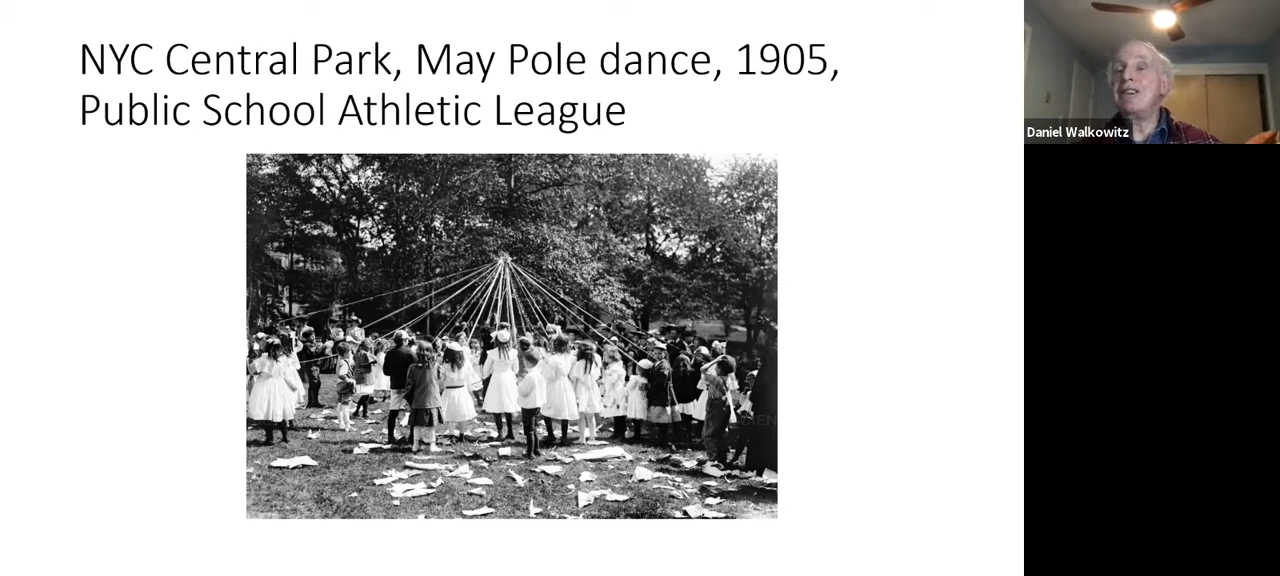 NYC Central Park, May Pole dance, 1905,
Public School Athletic League
Daniel Walkowitz